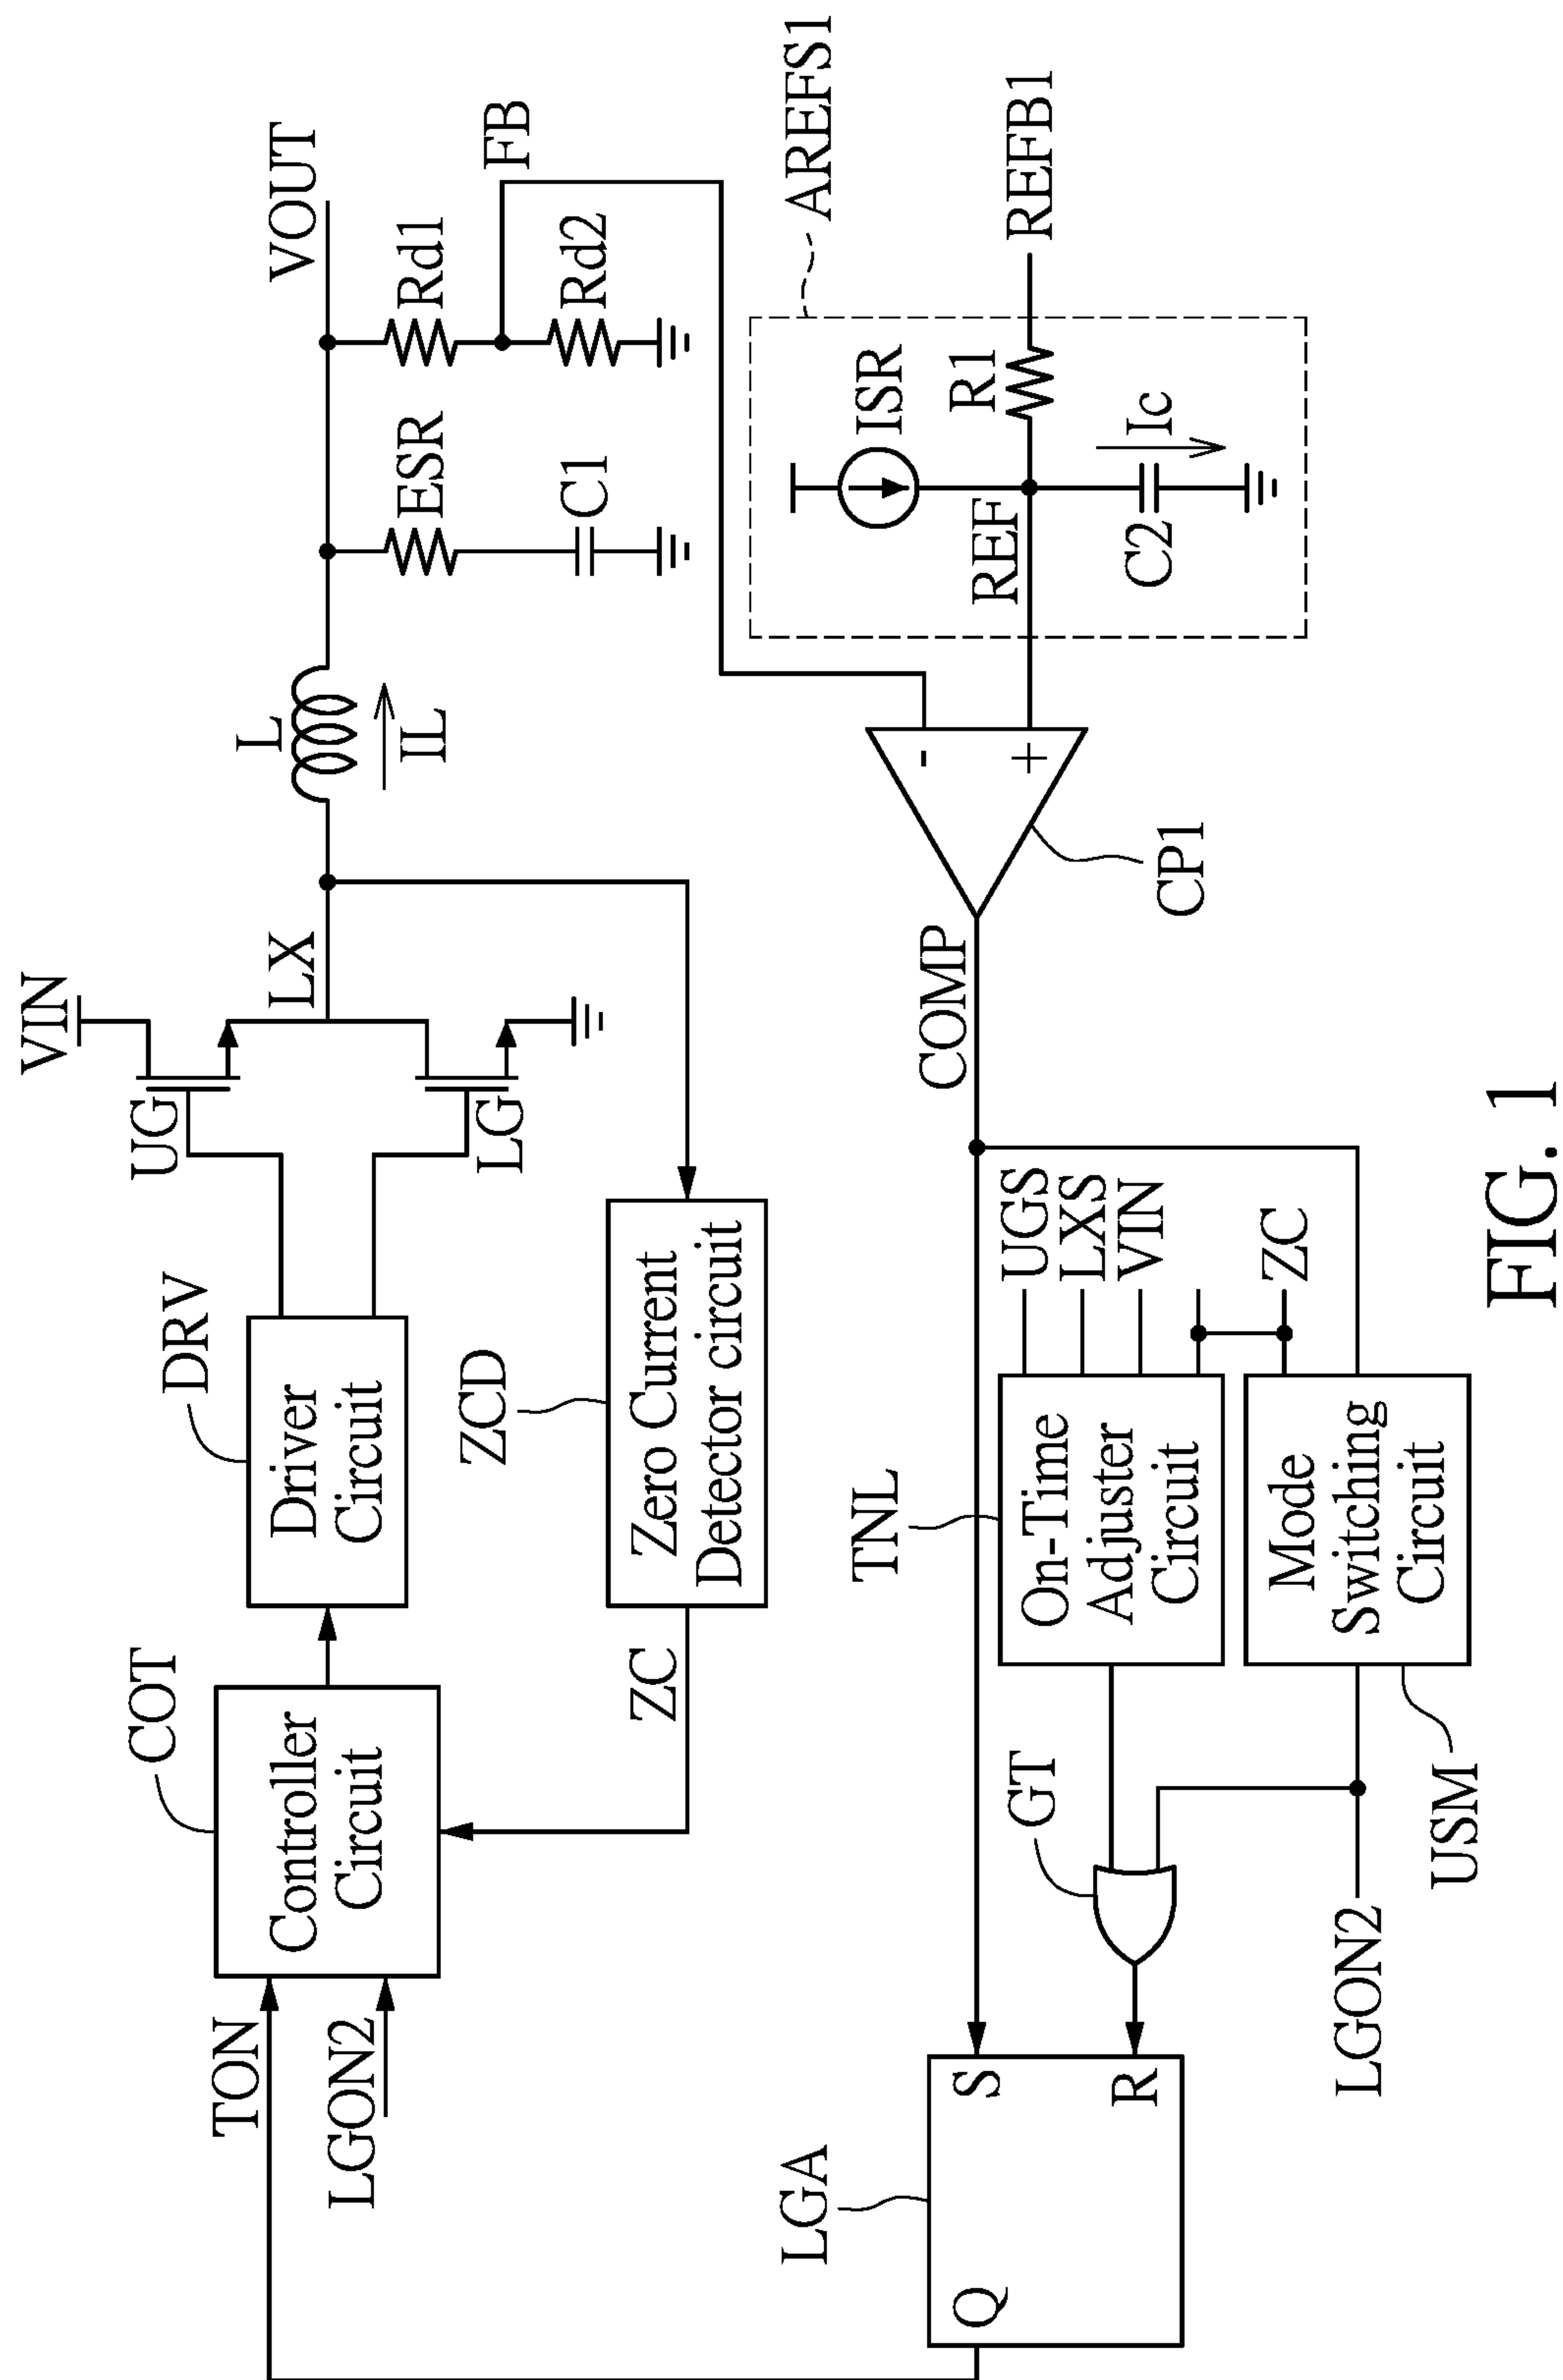 VIN
UG
LX
LG
L
IL
VOUT
ESR
C1
Rd1
Rd2
FB
COT
Controller
Circuit
TON
LGON2
DRV
Driver
Circuit
ZCD
Zero Current
Detector circuit
ZC
AREFS1
ISR
R1
REFB1
REF
C2
Ic
-
+
CP1
COMP
UGS
LXS
VIN
ZC
TNL
On-Time
Adjuster
Circuit
Mode
Switching
Circuit
USM
GT
LGON2
LGA
S
R
Q
FIG. 1